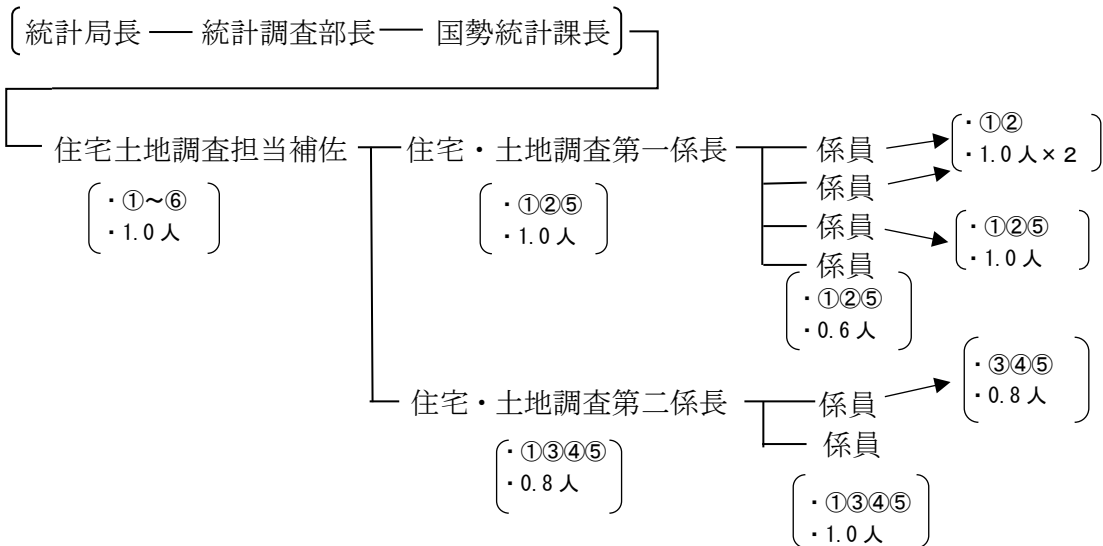 統計局長 ― 統計調査部長 ― 国勢統計課長
住宅土地調査担当補佐
・①~⑥
・1.0人
住宅・土地調査第一係長
・①②⑤
・1.0人
係員
・①②
・1.0人×2
係員
係員
・①②⑤
・1.0人
係員
・①②⑤
・0.6人
住宅・土地調査第二係長
・①③④⑤
・0.8人
係員
・③④⑤
・0.8人
係員
・①③④⑤
・1.0人